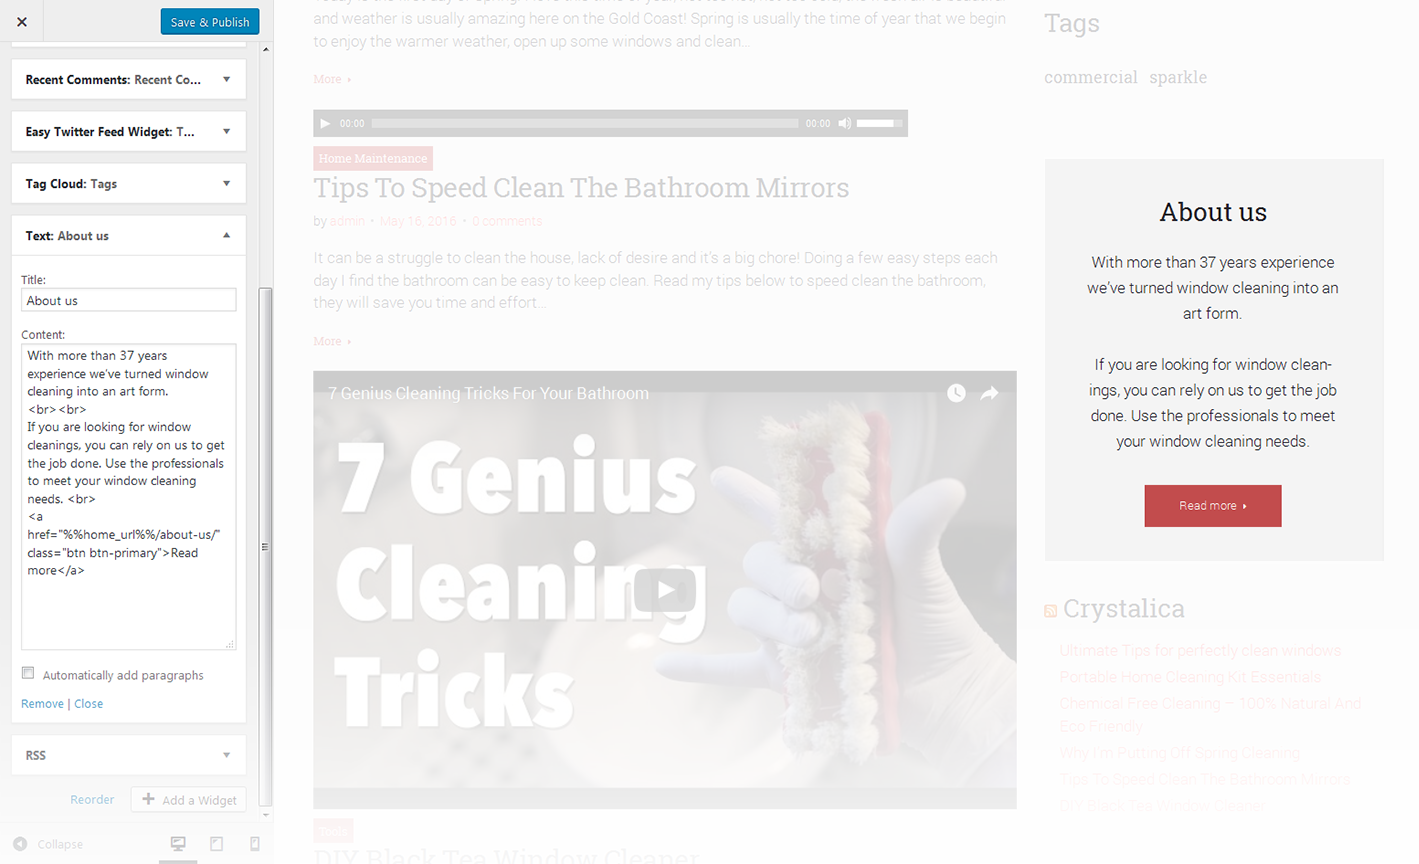 Save & Publish
Recent Comments: Recent Co...
Easy Twitter Feed Widget: T...
Tag Cloud: Tags
Text: About us
Title:
About us
Content:
With more than 37 years
experience we've turned window
cleaning into an art form.
<br><br>
If you are looking for window
cleanings, you can rely on us to get
the job done. Use the professionals
to meet your window cleaning
needs. <br>
<a
href="%%home_url%%/about-us/"
class="btn btn-primary">Read
more</a>
Automatically add paragraphs
Remove | Close
RSS
Reorder
Add a Widget
Collapse
and weather is usually amazing here on the Gold Coast! Spring is usually the time of year that we begin
to enjoy the warmer weather, open up some windows and clean...
More
00:00
00:00
Home Maintenance
Tips To Speed Clean The Bathroom Mirrors
by admin • May 16, 2016 • 0 comments
It can be a struggle to clean the house, lack of desire and it's a big chore! Doing a few easy steps each
day I find the bathroom can be easy to keep clean. Read my tips below to speed clean the bathroom,
they will save you time and effort...
More
7 Genius Cleaning Tricks For Your Bathroom
7 Genius
Cleaning
Tricks
Tools
DIY Black Tea Window Cleaner
Tags
commercial sparkle
About us
With more than 37 years experience
we've turned window cleaning into an
art form.
If you are looking for window clean-
ings, you can rely on us to get the job
done. Use the professionals to meet
your window cleaning needs.
Read more
Crystalica
Ultimate Tips for perfectly clean windows
Portable Home Cleaning Kit Essentials
Chemical Free Cleaning – 100% Natural And
Eco Friendly
Why I'm Putting Off Spring Cleaning
Tips To Speed Clean The Bathroom Mirrors
DIY Black Tea Window Cleaner